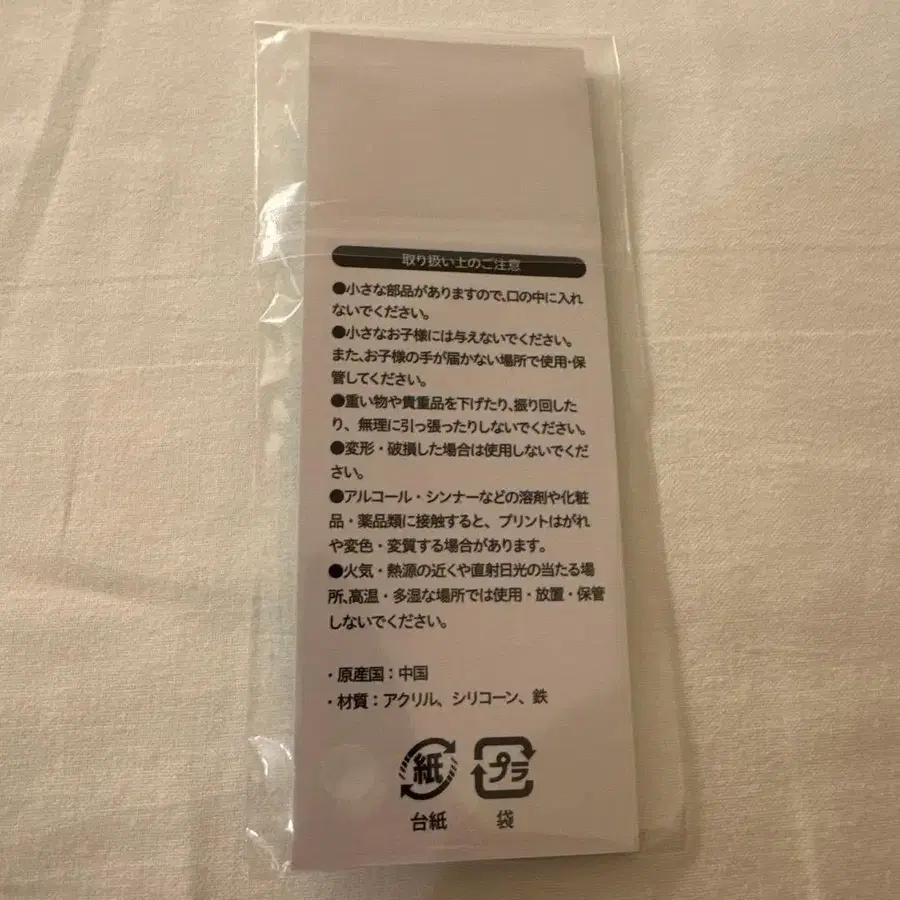 取り扱い上のご注意
●小さな部品がありますので、口の中に入れ
ないでください。
●小さなお子様には与えないでください。
また、お子様の手が届かない場所で使用・保
管してください。
●重い物や貴重品を下げたり、振り回した
り、無理に引っ張ったりしないでください。
●変形・破損した場合は使用しないでくだ
さい。
●アルコール・シンナーなどの溶剤や化粧
品・薬品類に接触すると、プリントはがれ
や変色・変質する場合があります。
●火気・熱源の近くや直射日光の当たる場
所、高温・多湿な場所では使用・放置・保管
しないでください。
・原産国：中国
・材質：アクリル、シリコーン、鉄
紙 プラ
台紙 袋